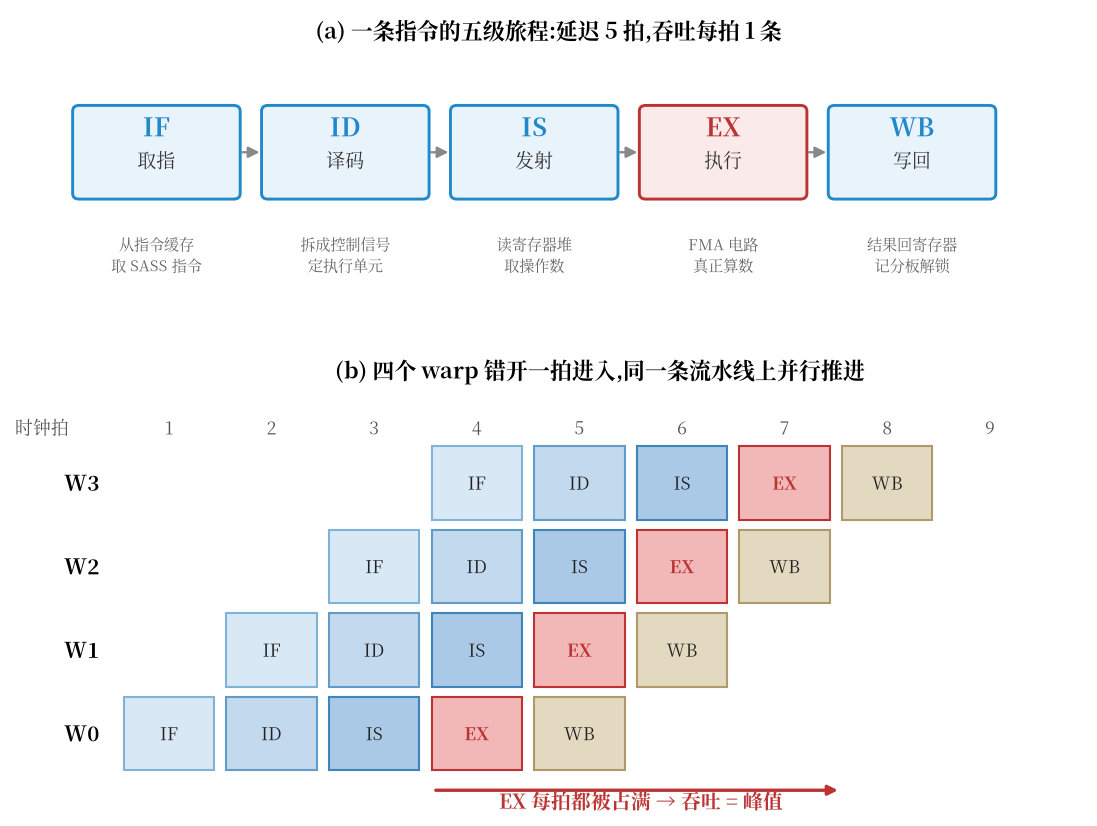 (a) 一条指令的五级旅程:延迟 5 拍,吞吐每拍 1 条
IF ID IS EX WB
取指 译码 发射 执行 写回
从指令缓存 拆成控制信号 读寄存器堆 FMA 电路 结果回寄存器
取 SASS 指令 定执行单元 取操作数 真正算数 记分板解锁
(b) 四个 warp 错开一拍进入,同一条流水线上并行推进
时钟拍 1 2 3 4 5 6 7 8 9
W3 IF ID IS EX WB
W2 IF ID IS EX WB
W1 IF ID IS EX WB
W0 IF ID IS EX WB
EX 每拍都被占满 → 吞吐 = 峰值